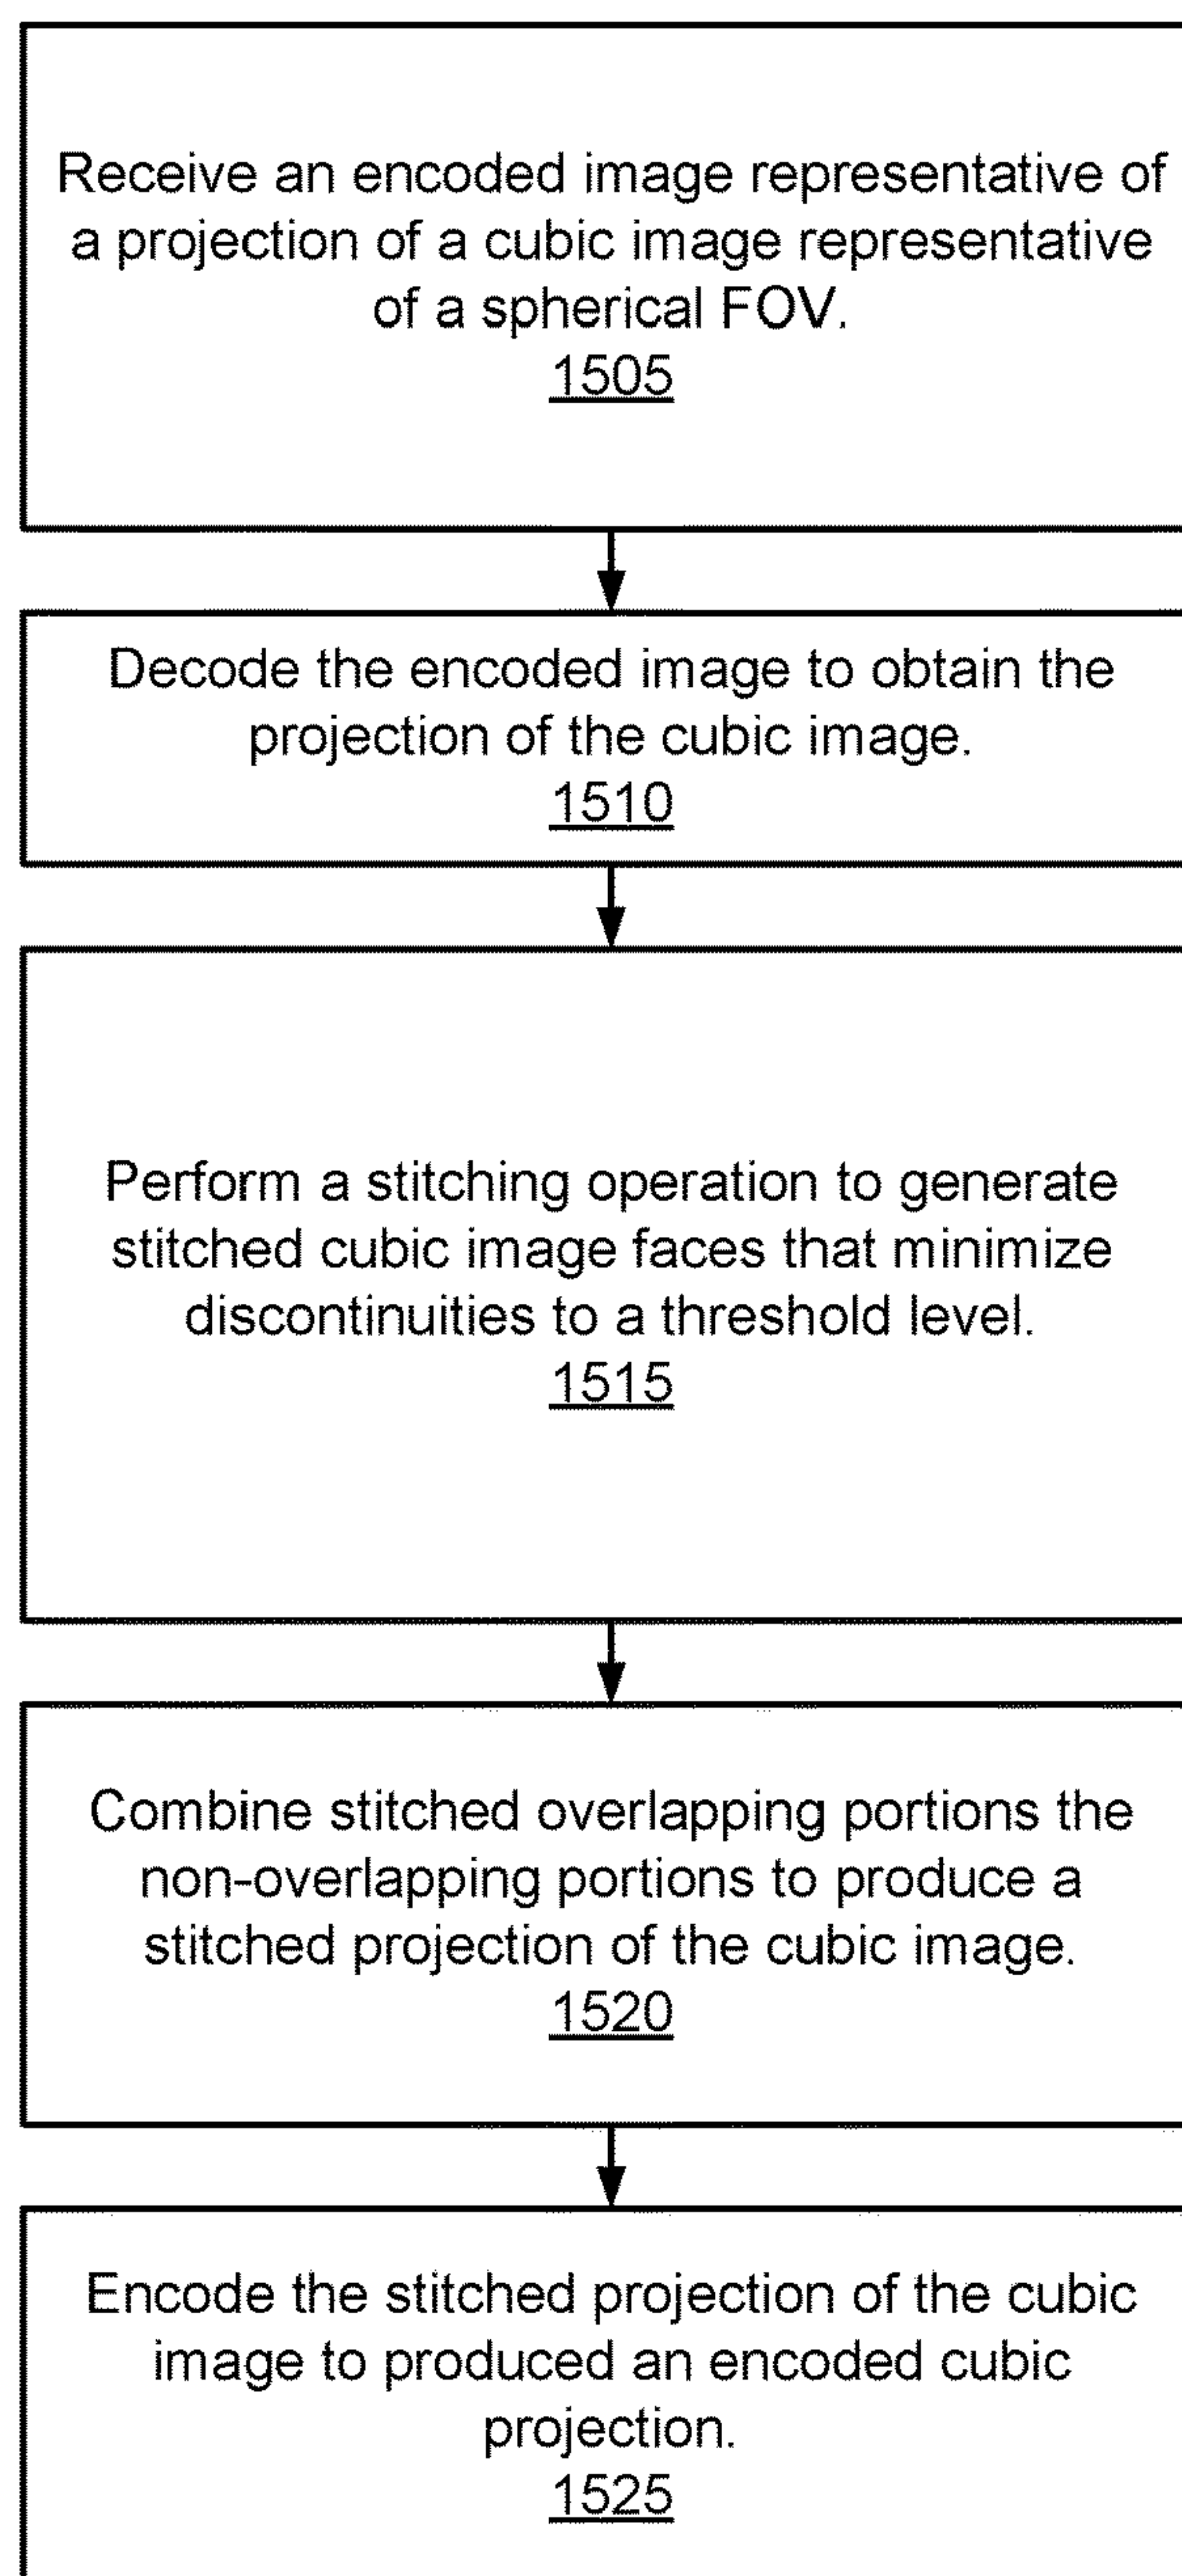 Receive an encoded image representative of
a projection of a cubic image representative
of a spherical FOV.
1505
Decode the encoded image to obtain the
projection of the cubic image.
1510
Perform a stitching operation to generate
stitched cubic image faces that minimize
discontinuities to a threshold level.
1515
Combine stitched overlapping portions the
non-overlapping portions to produce a
stitched projection of the cubic image.
1520
Encode the stitched projection of the cubic
image to produced an encoded cubic
projection.
1525